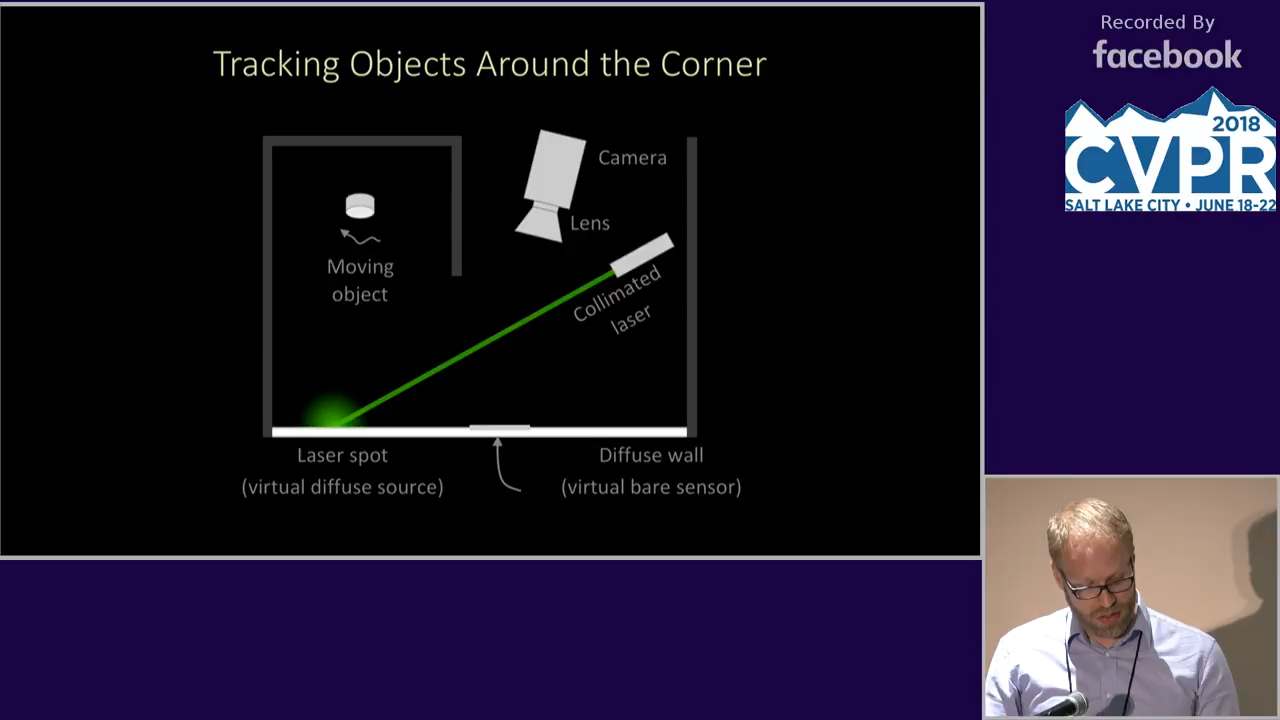 Tracking Objects Around the Corner
Camera
Lens
Moving
object
Collimated
laser
Laser spot
(virtual diffuse source)
Diffuse wall
(virtual bare sensor)
Recorded By
facebook
2018
CVPR
SALT LAKE CITY • JUNE 18-22